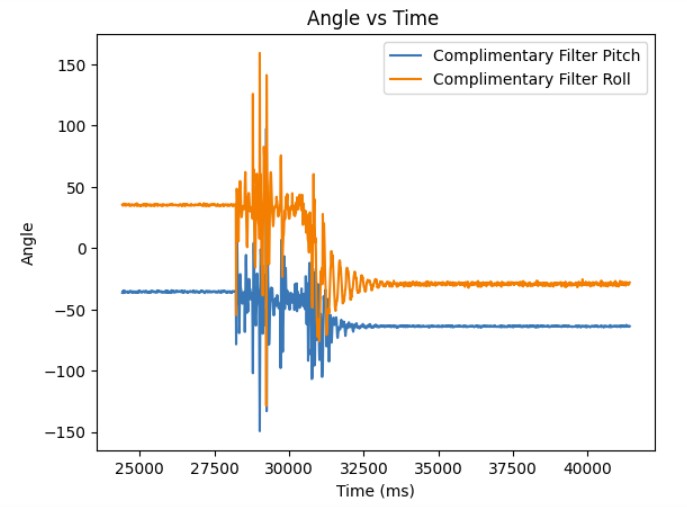 Angle vs Time
Complimentary Filter Pitch
Complimentary Filter Roll
150
100
50
0
−50
−100
−150
Angle
25000 27500 30000 32500 35000 37500 40000
Time (ms)